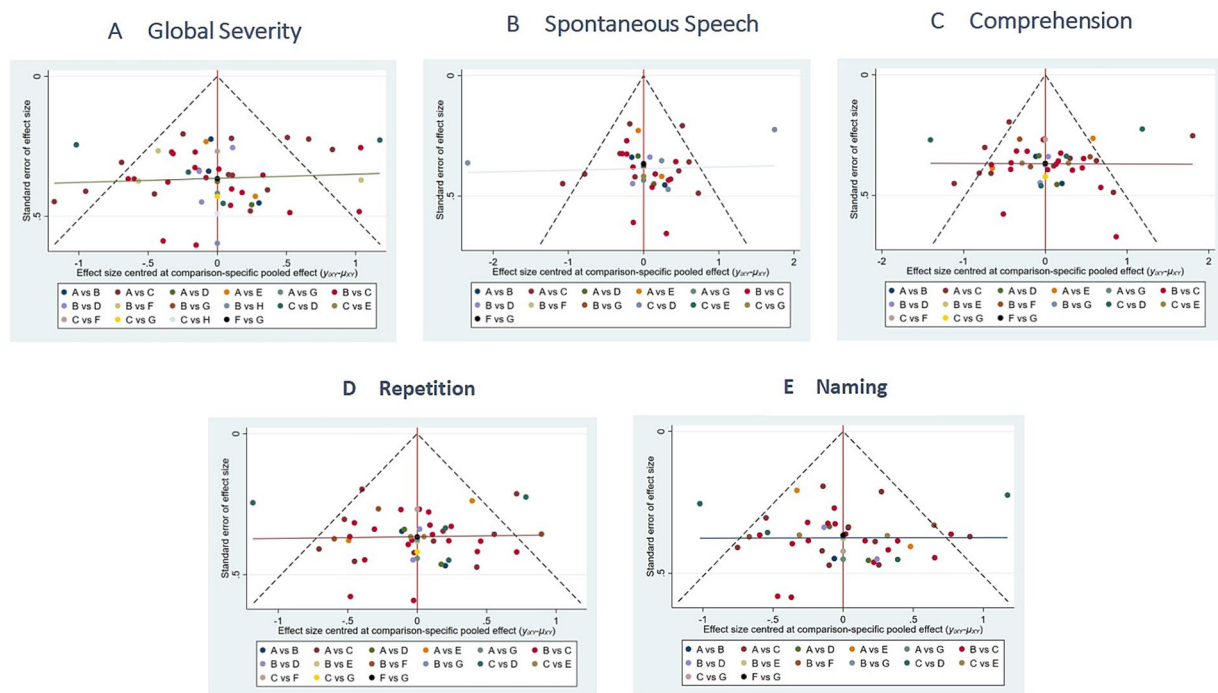 A Global Severity
B Spontaneous Speech
C Comprehension
Standard error of effect size
0
.5
-1
-.5
0
.5
1
Effect size centred at comparison-specific pooled effect (yiXY-μXY)
A vs B A vs C A vs D A vs E A vs G B vs C
B vs D B vs F B vs G B vs H C vs D C vs E
C vs F C vs G C vs H F vs G
Standard error of effect size
0
.5
-2
-1
0
1
2
Effect size centred at comparison-specific pooled effect (yiXY-μXY)
A vs B A vs C A vs D A vs E A vs G B vs C
B vs D B vs F B vs G C vs D C vs E C vs G
F vs G
Standard error of effect size
0
.5
-2
-1
0
1
2
Effect size centred at comparison-specific pooled effect (yiXY-μXY)
A vs B A vs C A vs D A vs E A vs G B vs C
B vs D B vs E B vs F B vs G C vs D C vs E
C vs F C vs G F vs G
D Repetition
E Naming
Standard error of effect size
0
.5
-1
-.5
0
.5
1
Effect size centred at comparison-specific pooled effect (yiXY-μXY)
A vs B A vs C A vs D A vs E A vs G B vs C
B vs D B vs E B vs F B vs G C vs D C vs E
C vs F C vs G F vs G
Standard error of effect size
0
.5
-1
-.5
0
.5
1
Effect size centred at comparison-specific pooled effect (yiXY-μXY)
A vs B A vs C A vs D A vs E A vs G B vs C
B vs D B vs E B vs F B vs G C vs D C vs E
C vs G F vs G